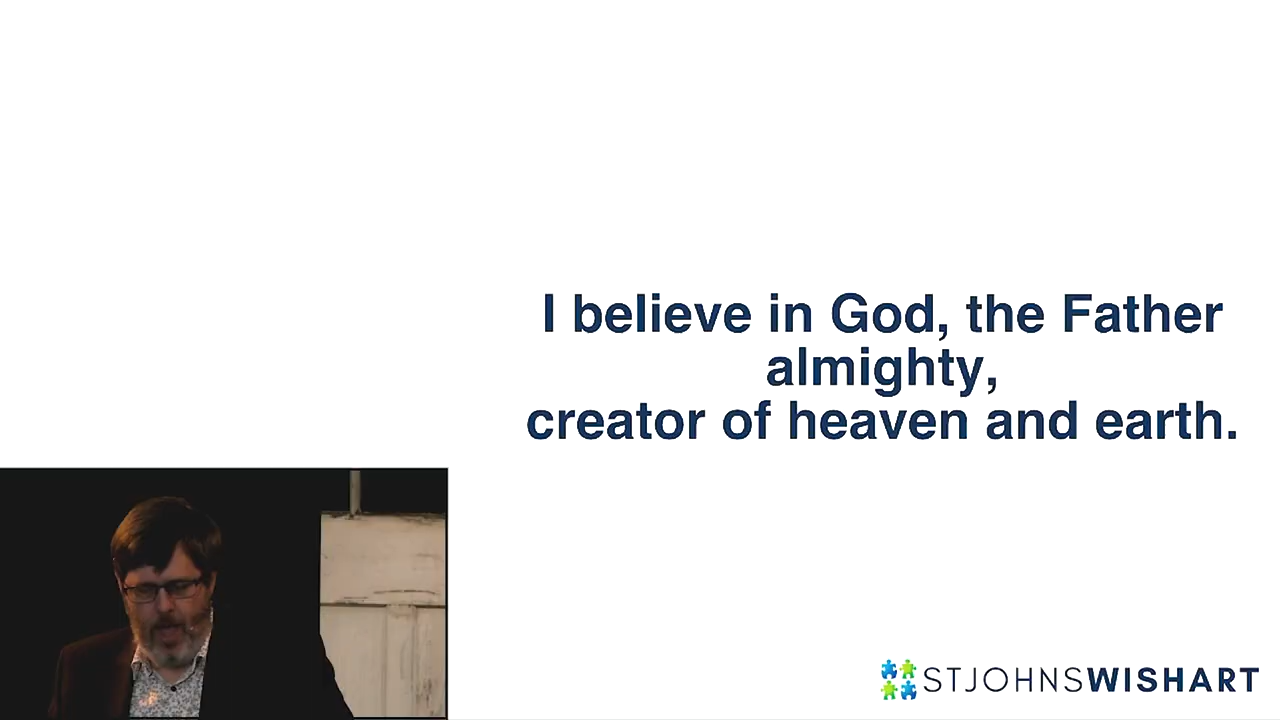 I believe in God, the Father
almighty,
creator of heaven and earth.
STJOHNSWISHART